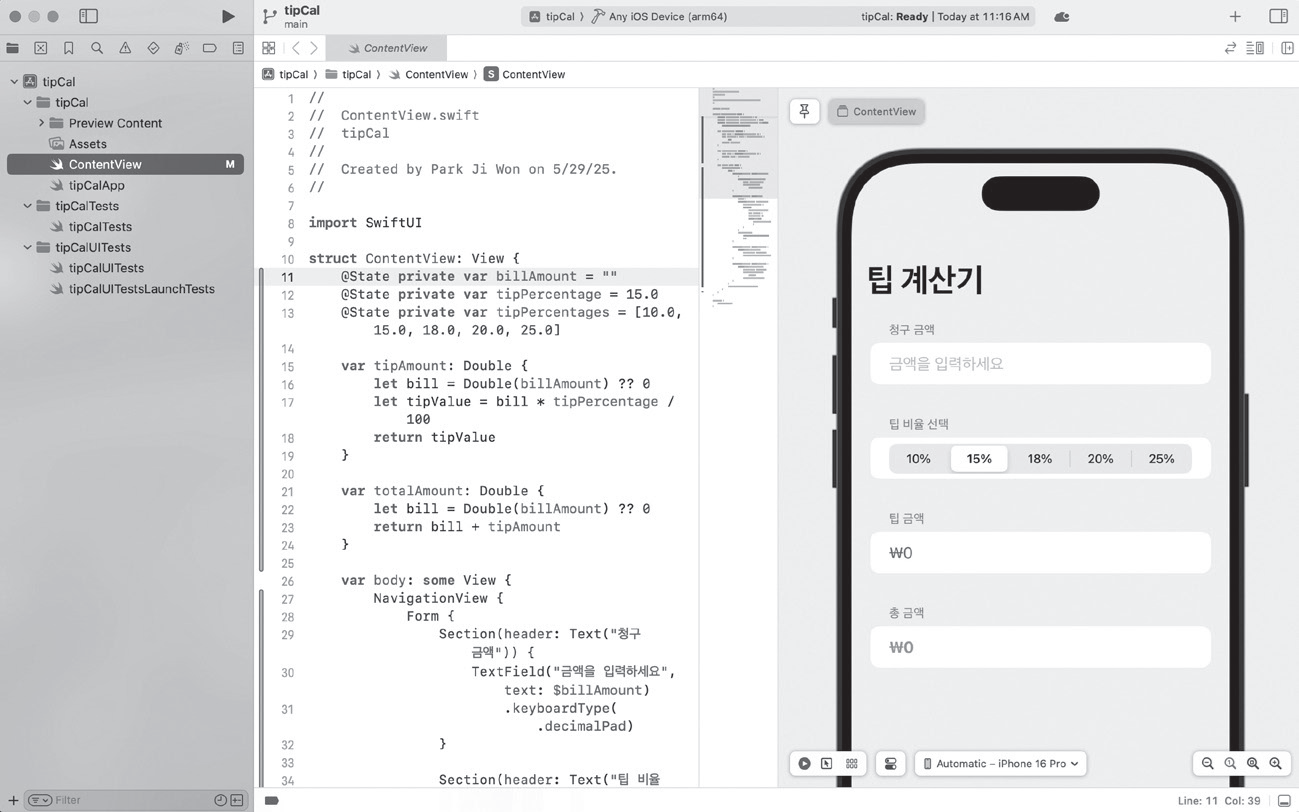 tipCal
main
tipCal 〉 Any iOS Device (arm64)
tipCal: Ready | Today at 11:16 AM
ContentView
tipCal 〉 tipCal 〉 ContentView 〉 S ContentView
tipCal
tipCal
Preview Content
Assets
ContentView M
tipCalApp
tipCalTests
tipCalTests
tipCalUITests
tipCalUITests
tipCalUITestsLaunchTests
Filter
1 //
2 //  ContentView.swift
3 //  tipCal
4 //
5 //  Created by Park Ji Won on 5/29/25.
6 //
7
8 import SwiftUI
9
10 struct ContentView: View {
11     @State private var billAmount = ""
12     @State private var tipPercentage = 15.0
13     @State private var tipPercentages = [10.0,
15.0, 18.0, 20.0, 25.0]
14
15     var tipAmount: Double {
16         let bill = Double(billAmount) ?? 0
17         let tipValue = bill * tipPercentage /
100
18         return tipValue
19     }
20
21     var totalAmount: Double {
22         let bill = Double(billAmount) ?? 0
23         return bill + tipAmount
24     }
25
26     var body: some View {
27         NavigationView {
28             Form {
29                 Section(header: Text("청구
금액")) {
30                     TextField("금액을 입력하세요",
text: $billAmount)
31                         .keyboardType(
.decimalPad)
32                 }
33
34                 Section(header: Text("팁 비율
ContentView
팁 계산기
청구 금액
금액을 입력하세요
팁 비율 선택
10% 15% 18% 20% 25%
팁 금액
₩0
총 금액
₩0
Automatic – iPhone 16 Pro
Line: 11 Col: 39